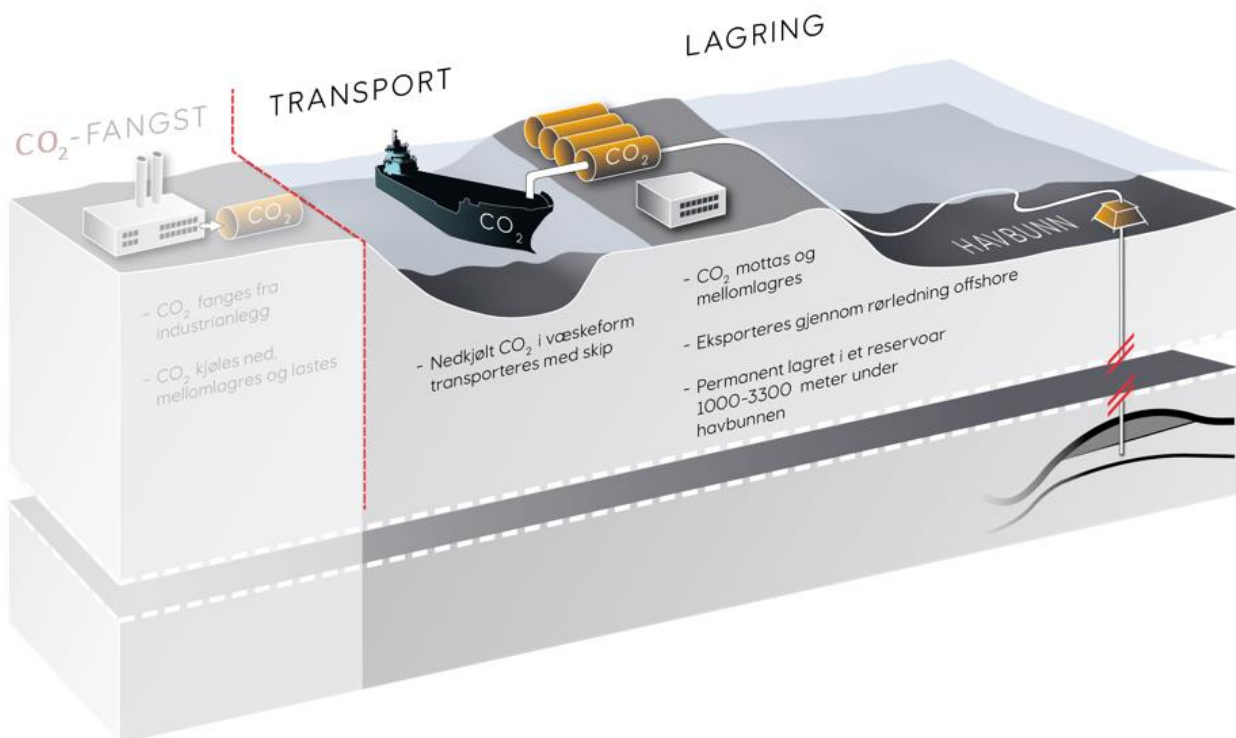 CO₂-FANGST
TRANSPORT
LAGRING
CO₂
CO₂
CO₂
HAVBUNN
- CO₂ fanges fra
industrianlegg
- CO₂ kjøles ned,
mellomlagres og lastes
- Nedkjølt CO₂ i væskeform
transporteres med skip
- CO₂ mottas og
mellomlagres
- Eksporteres gjennom rørledning offshore
- Permanent lagret i et reservoar
1000-3300 meter under
havbunnen